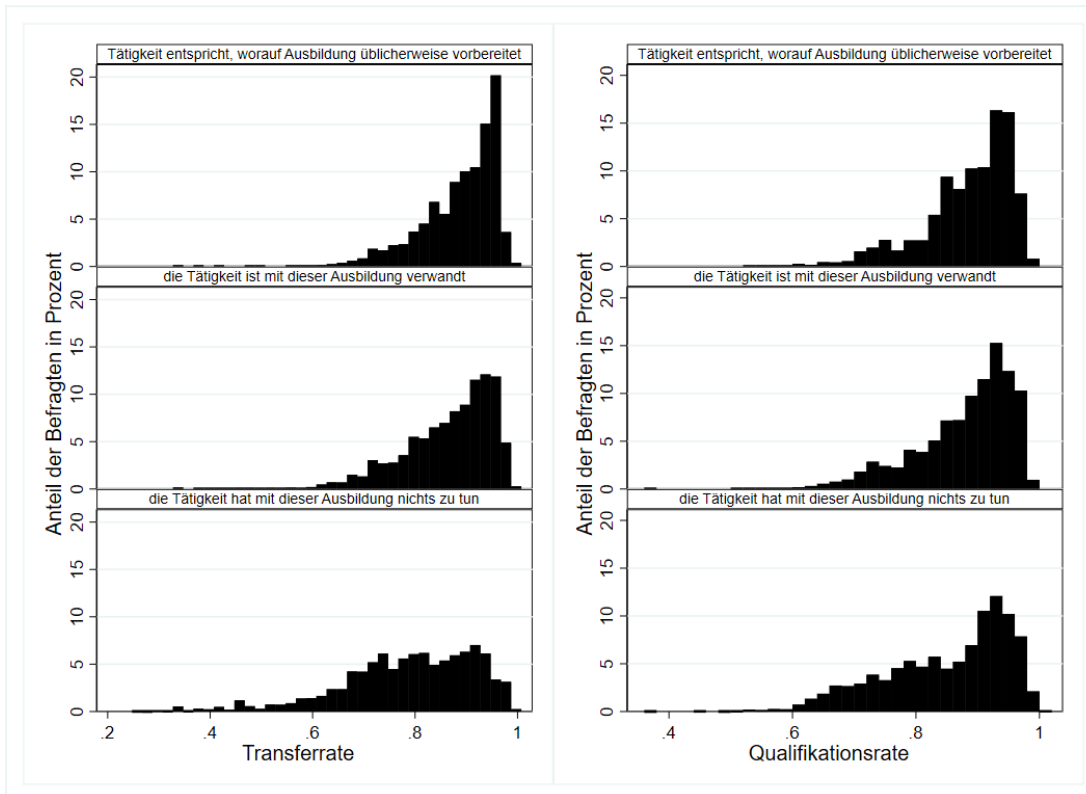 Tätigkeit entspricht, worauf Ausbildung üblicherweise vorbereitet
20
15
10
5
0
die Tätigkeit ist mit dieser Ausbildung verwandt
20
15
10
5
0
die Tätigkeit hat mit dieser Ausbildung nichts zu tun
20
15
10
5
0
Anteil der Befragten in Prozent
.2 .4 .6 .8 1
Transferrate
Tätigkeit entspricht, worauf Ausbildung üblicherweise vorbereitet
20
15
10
5
0
die Tätigkeit ist mit dieser Ausbildung verwandt
20
15
10
5
0
die Tätigkeit hat mit dieser Ausbildung nichts zu tun
20
15
10
5
0
Anteil der Befragten in Prozent
.4 .6 .8 1
Qualifikationsrate